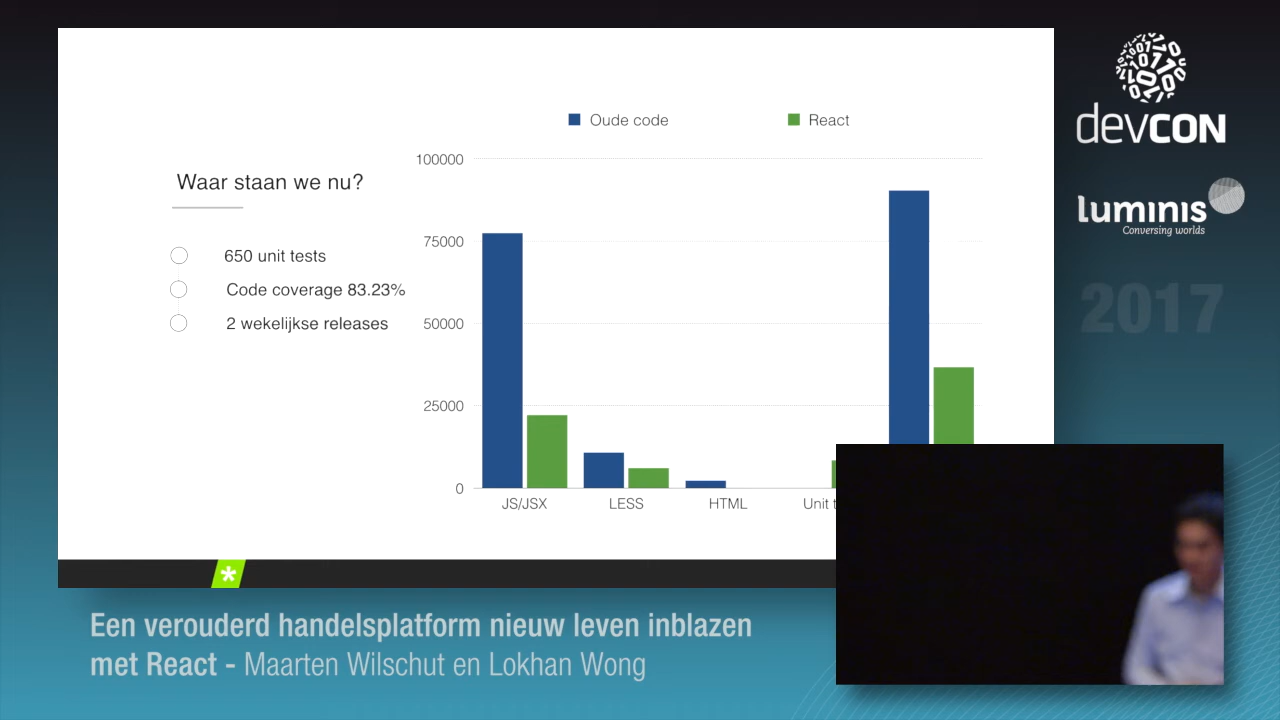 Waar staan we nu?
650 unit tests
Code coverage 83.23%
2 wekelijkse releases
Oude code
React
100000
75000
50000
25000
0
JS/JSX
LESS
HTML
Unit
devCON
luminis
Conversing worlds
2017
Een verouderd handelsplatform nieuw leven inblazen
met React - Maarten Wilschut en Lokhan Wong